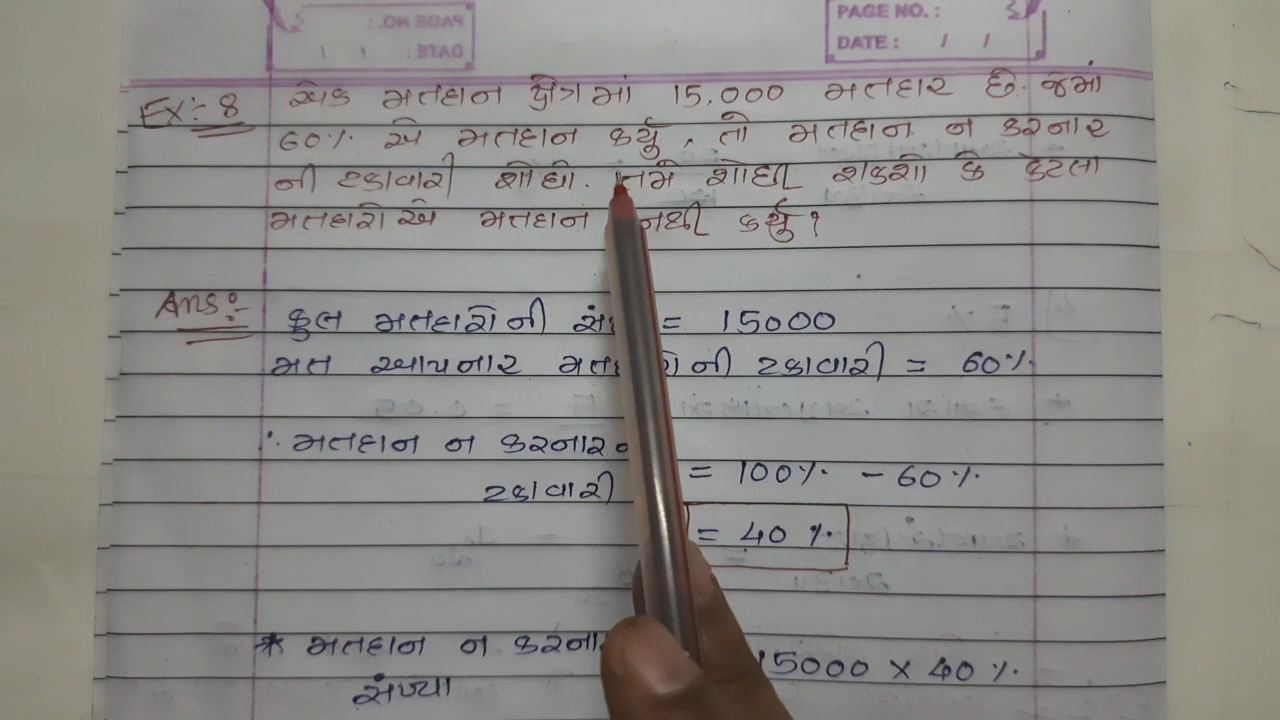 PAGE NO.:
DATE: / /
Ex:- 8 એક મતદાન ક્ષેત્રમાં 15,000 મતદાર છે. જેમાં
60% એ મતદાન કર્યુ, તો મતદાન ન કરનાર
ની ટકાવારી શોધો. તમે શોધી શકશો કે કેટલા
મતદારોએ મતદાન નથી કર્યુ?
Ans:- કુલ મતદારોની = 15000
મત આપનાર ની ટકાવારી = 60%
∴ મતદાન ન કરનાર
ટકાવારી = 100% - 60%
= 40 %
* મતદાન ન 15000 × 40 %
સંખ્યા